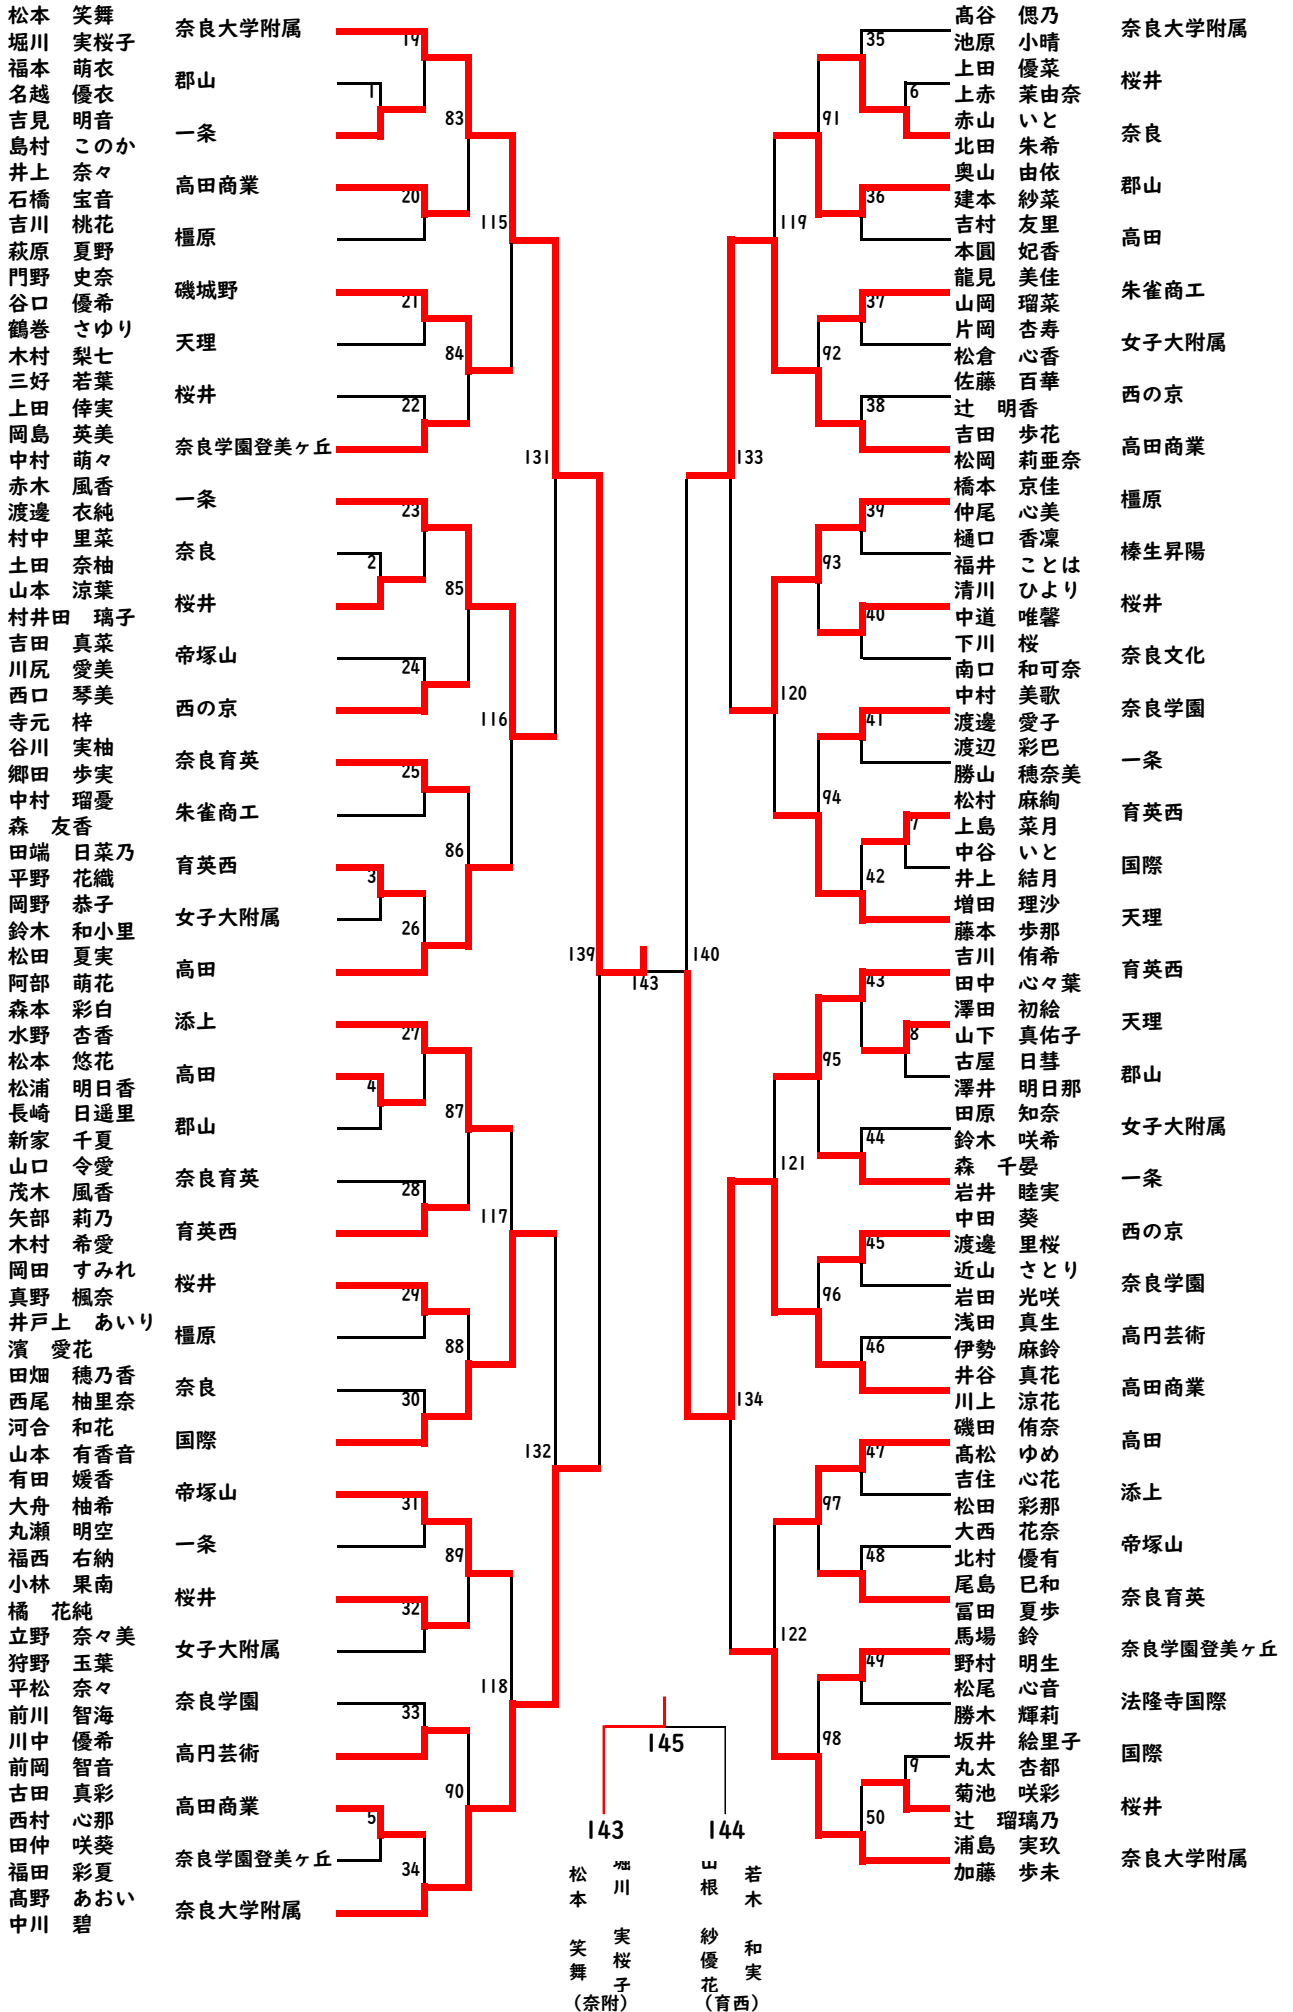 松本　笑舞
堀川　実桜子
奈良大学附属
19
福本　萌衣
名越　優衣
郡山
1
吉見　明音
島村　このか
一条
83
井上　奈々
石橋　宝音
高田商業
20
吉川　桃花
萩原　夏野
橿原
115
門野　史奈
谷口　優希
磯城野
21
鶴巻　さゆり
木村　梨七
天理
84
三好　若葉
上田　倖実
桜井
22
岡島　英美
中村　萌々
奈良学園登美ヶ丘
131
赤木　風香
渡邊　衣純
一条
23
村中　里菜
土田　奈柚
奈良
2
山本　涼葉
村井田　璃子
桜井
85
吉田　真菜
川尻　愛美
帝塚山
24
西口　琴美
寺元　梓
西の京
116
谷川　実柚
郷田　歩実
奈良育英
25
中村　瑠憂
森　友香
朱雀商工
86
田端　日菜乃
平野　花織
育英西
3
岡野　恭子
鈴木　和小里
女子大附属
26
松田　夏実
阿部　萌花
高田
139
森本　彩白
水野　杏香
添上
27
松本　悠花
松浦　明日香
高田
4
長崎　日遥里
新家　千夏
郡山
87
山口　令愛
茂木　風香
奈良育英
28
矢部　莉乃
木村　希愛
育英西
117
岡田　すみれ
真野　楓奈
桜井
29
井戸上　あいり
濱　愛花
橿原
88
田畑　穂乃香
西尾　柚里奈
奈良
30
河合　和花
山本　有香音
国際
132
有田　媛香
大舟　柚希
帝塚山
31
丸瀬　明空
福西　右納
一条
89
小林　果南
橘　花純
桜井
32
立野　奈々美
狩野　玉葉
女子大附属
118
平松　奈々
前川　智海
奈良学園
33
川中　優希
前岡　智音
高円芸術
90
古田　真彩
西村　心那
高田商業
5
田仲　咲葵
福田　彩夏
奈良学園登美ヶ丘
34
髙野　あおい
中川　碧
奈良大学附属
143
髙谷　偲乃
池原　小晴
奈良大学附属
35
上田　優菜
上赤　茉由奈
桜井
6
赤山　いと
北田　朱希
奈良
91
奥山　由依
建本　紗菜
郡山
36
吉村　友里
本圓　妃香
高田
119
龍見　美佳
山岡　瑠菜
朱雀商工
37
片岡　杏寿
松倉　心香
女子大附属
92
佐藤　百華
辻　明香
西の京
38
吉田　歩花
松岡　莉亜奈
高田商業
133
橋本　京佳
仲尾　心美
橿原
39
樋口　香凜
福井　ことは
榛生昇陽
93
清川　ひより
中道　唯馨
桜井
40
下川　桜
南口　和可奈
奈良文化
120
中村　美歌
渡邊　愛子
奈良学園
41
渡辺　彩巴
勝山　穂奈美
一条
94
松村　麻絢
上島　菜月
育英西
7
中谷　いと
井上　結月
国際
42
増田　理沙
藤本　歩那
天理
140
吉川　侑希
田中　心々葉
育英西
43
澤田　初絵
山下　真佑子
天理
8
古屋　日彗
澤井　明日那
郡山
95
田原　知奈
鈴木　咲希
女子大附属
44
森　千晏
岩井　睦実
一条
121
中田　葵
渡邊　里桜
西の京
45
近山　さとり
岩田　光咲
奈良学園
96
浅田　真生
伊勢　麻鈴
高円芸術
46
井谷　真花
川上　涼花
高田商業
134
磯田　侑奈
髙松　ゆめ
高田
47
吉住　心花
松田　彩那
添上
97
大西　花奈
北村　優有
帝塚山
48
尾島　巳和
冨田　夏歩
奈良育英
122
馬場　鈴
野村　明生
奈良学園登美ヶ丘
49
松尾　心音
勝木　輝莉
法隆寺国際
98
坂井　絵里子
丸太　杏都
国際
9
菊池　咲彩
辻　瑠璃乃
桜井
50
浦島　実玖
加藤　歩未
奈良大学附属
145
143
144
松本　笑舞
堀川　実桜子
（奈附）
山根　紗優花
若木　和実
（育西）